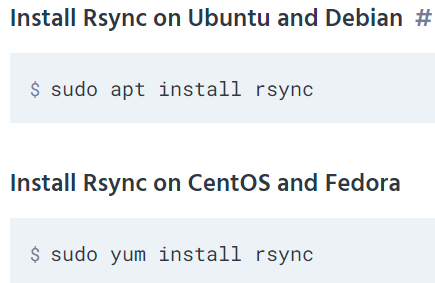 Install Rsync on Ubuntu and Debian #
$ sudo apt install rsync
Install Rsync on CentOS and Fedora
$ sudo yum install rsync